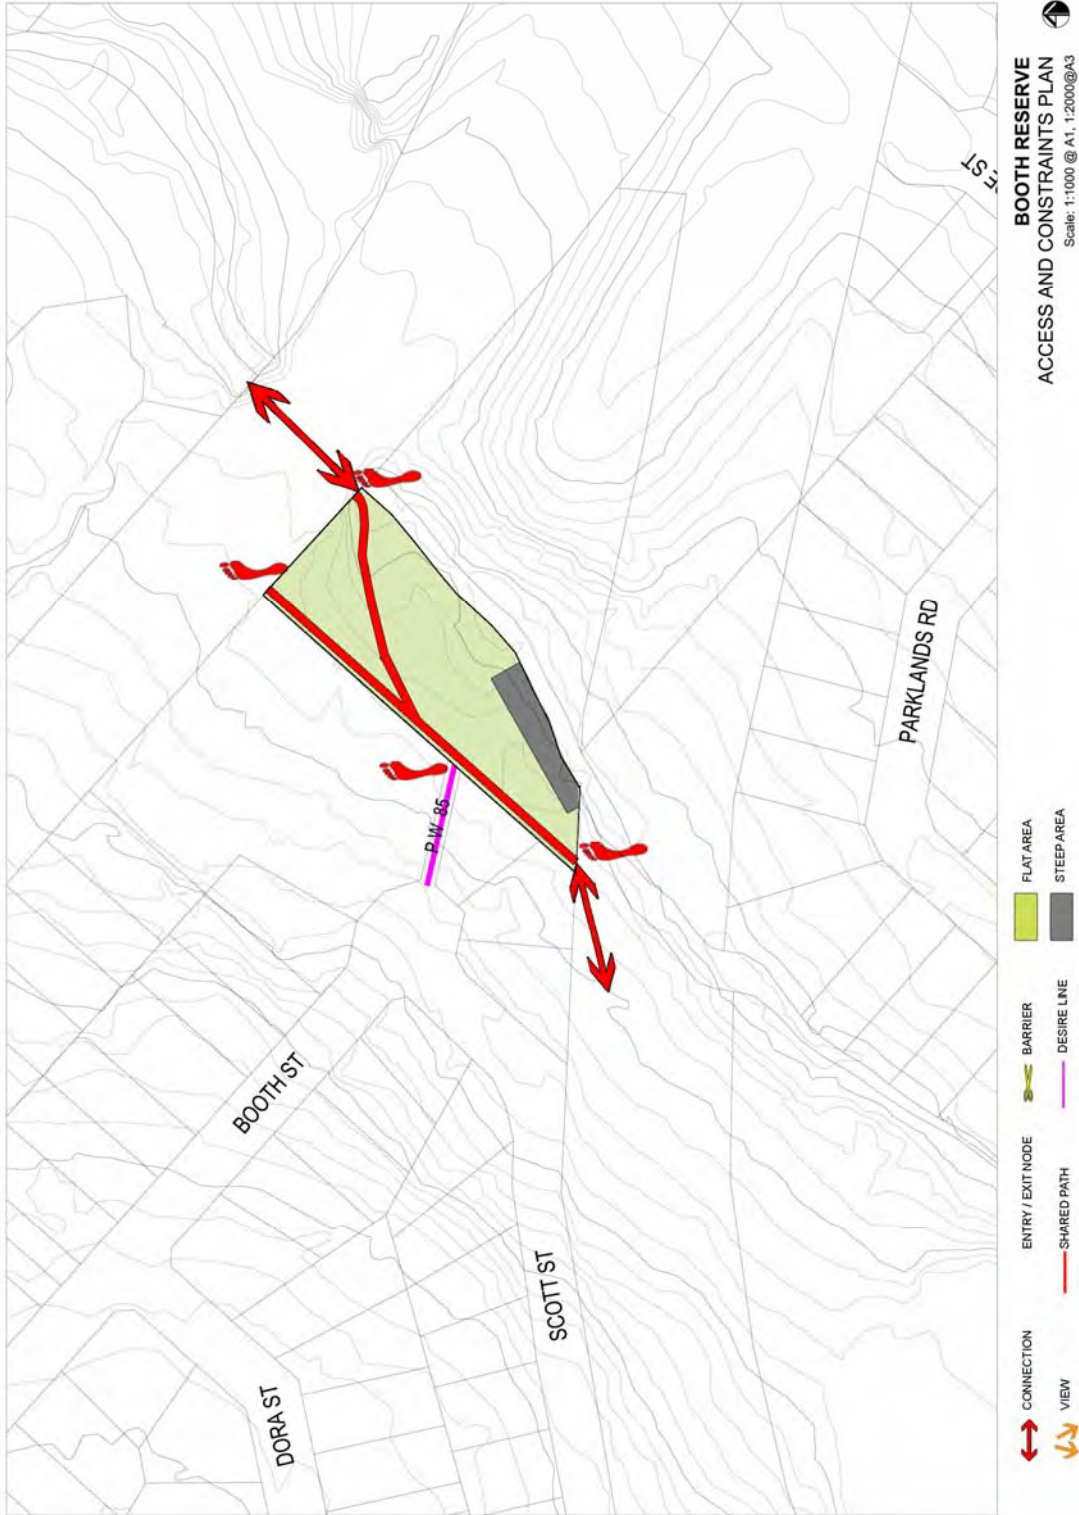 BOOTH RESERVE
ACCESS AND CONSTRAINTS PLAN
Scale: 1:1000 @ A1, 1:2000@A3
DORA ST
BOOTH ST
P.W. 85
SCOTT ST
PARKLANDS RD
ST
CONNECTION
ENTRY / EXIT NODE
BARRIER
FLAT AREA
VIEW
SHARED PATH
DESIRE LINE
STEEP AREA